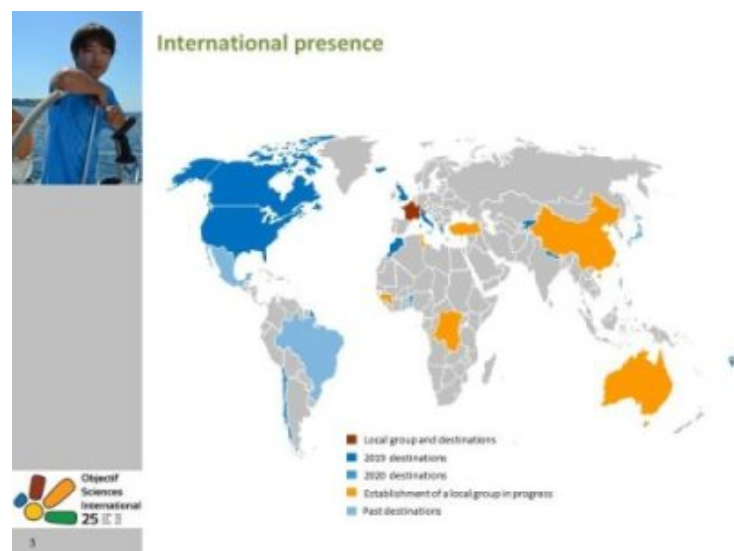 International presence
Local group and destinations
2019 destinations
2020 destinations
Establishment of a local group in progress
Past destinations
Objectif
Sciences
International
25
3